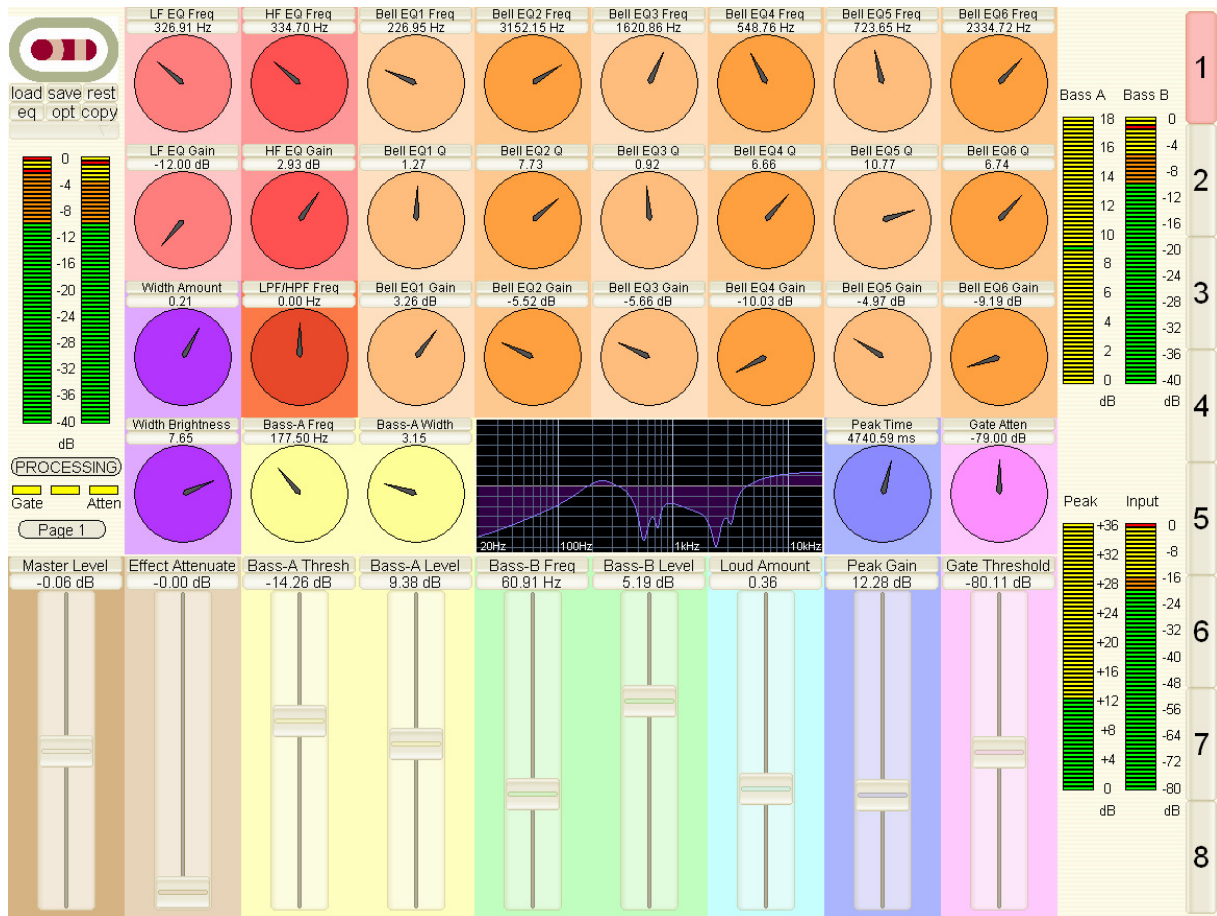 LF EQ Freq HF EQ Freq Bell EQ1 Freq Bell EQ2 Freq Bell EQ3 Freq Bell EQ4 Freq Bell EQ5 Freq Bell EQ6 Freq
326.91 Hz 334.70 Hz 226.95 Hz 3152.15 Hz 1620.86 Hz 548.76 Hz 723.65 Hz 2334.72 Hz
load save rest
eq opt copy
LF EQ Gain HF EQ Gain Bell EQ1 Q Bell EQ2 Q Bell EQ3 Q Bell EQ4 Q Bell EQ5 Q Bell EQ6 Q
-12.00 dB 2.93 dB 1.27 7.73 0.92 6.66 10.77 6.74
0
-4
-8
-12
-16
-20
-24
-28
-32
-36
-40
dB
Width Amount LPF/HPF Freq Bell EQ1 Gain Bell EQ2 Gain Bell EQ3 Gain Bell EQ4 Gain Bell EQ5 Gain Bell EQ6 Gain
0.21 0.00 Hz 3.26 dB -5.52 dB -5.66 dB -10.03 dB -4.97 dB -9.19 dB
Width Brightness Bass-A Freq Bass-A Width Peak Time Gate Atten
7.65 177.50 Hz 3.15 4740.59 ms -79.00 dB
PROCESSING
Gate Atten
Page 1
20Hz 100Hz 1kHz 10kHz
Master Level Effect Attenuate Bass-A Thresh Bass-A Level Bass-B Freq Bass-B Level Loud Amount Peak Gain Gate Threshold
-0.06 dB -0.00 dB -14.26 dB 9.38 dB 60.91 Hz 5.19 dB 0.36 12.28 dB -80.11 dB
Bass A Bass B
18 0
16 -4
14 -8
12 -12
10 -16
8 -20
6 -24
4 -28
2 -32
0 -36
-40
dB dB
Peak Input
+36 0
+32 -8
+28 -16
+24 -24
+20 -32
+16 -40
+12 -48
+8 -56
+4 -64
0 -72
-80
dB dB
1
2
3
4
5
6
7
8